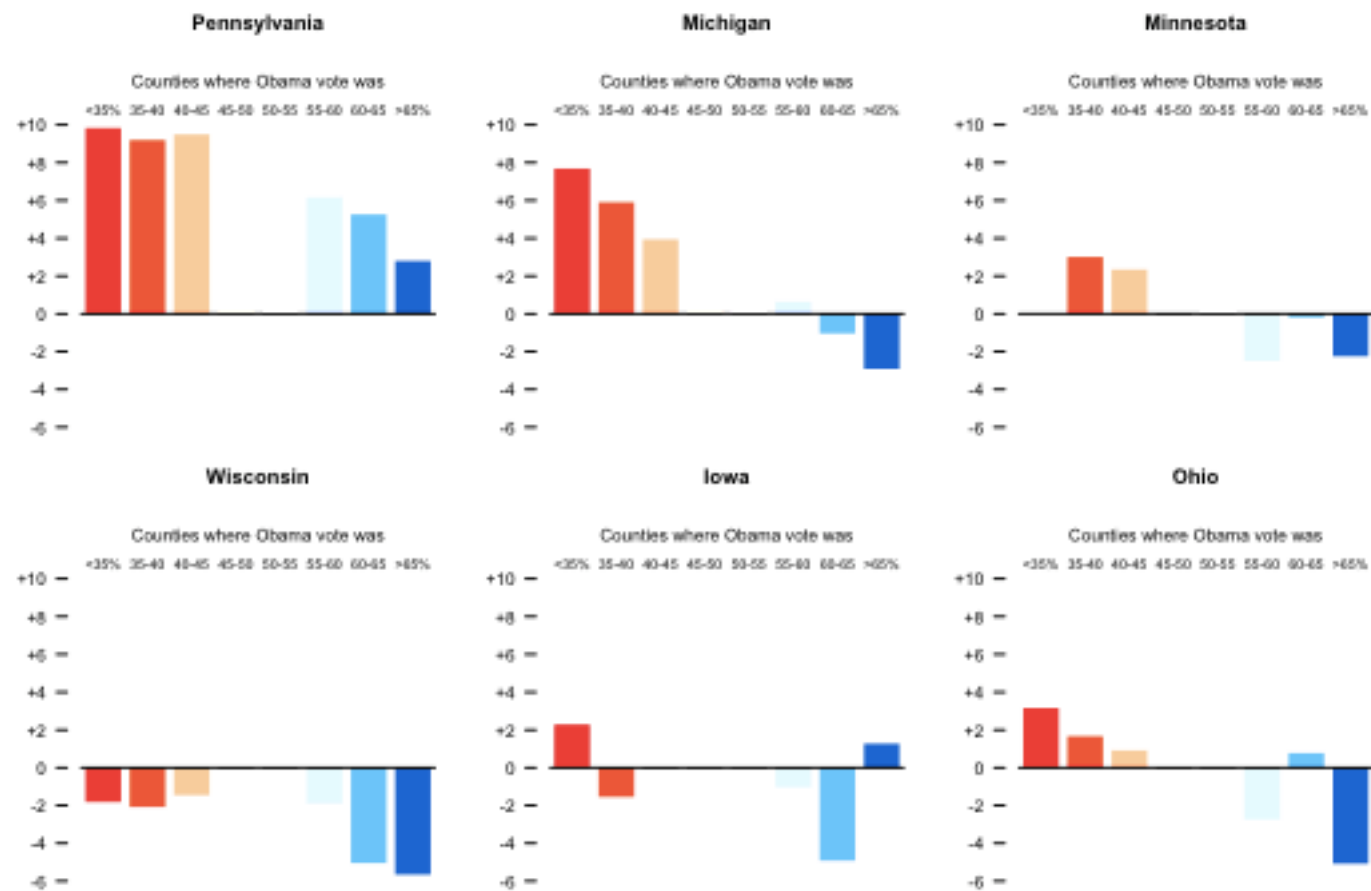 Pennsylvania Michigan Minnesota
Counties where Obama vote was Counties where Obama vote was Counties where Obama vote was
<35% 35-40 40-45 45-50 50-55 55-60 60-65 >65% <35% 35-40 40-45 45-50 50-55 55-60 60-65 >65% <35% 35-40 40-45 45-50 50-55 55-60 60-65 >65%
+10 +10 +10
+8 +8 +8
+6 +6 +6
+4 +4 +4
+2 +2 +2
0 0 0
-2 -2 -2
-4 -4 -4
-6 -6 -6
Wisconsin Iowa Ohio
Counties where Obama vote was Counties where Obama vote was Counties where Obama vote was
<35% 35-40 40-45 45-50 50-55 55-60 60-65 >65% <35% 35-40 40-45 45-50 50-55 55-60 60-65 >65% <35% 35-40 40-45 45-50 50-55 55-60 60-65 >65%
+10 +10 +10
+8 +8 +8
+6 +6 +6
+4 +4 +4
+2 +2 +2
0 0 0
-2 -2 -2
-4 -4 -4
-6 -6 -6